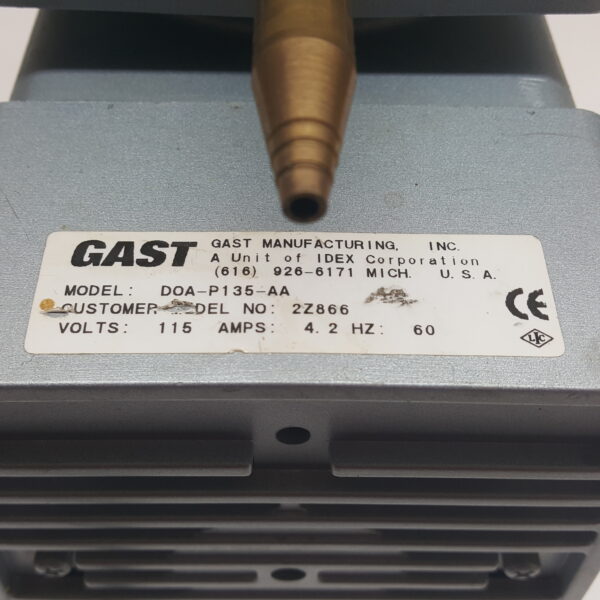 GAST GAST MANUFACTURING, INC.
A Unit of IDEX Corporation
(616) 926-6171 MICH. U.S.A.
MODEL: DOA-P135-AA
CUSTOMER DEL NO: 2Z866
VOLTS: 115 AMPS: 4.2 HZ: 60
CE